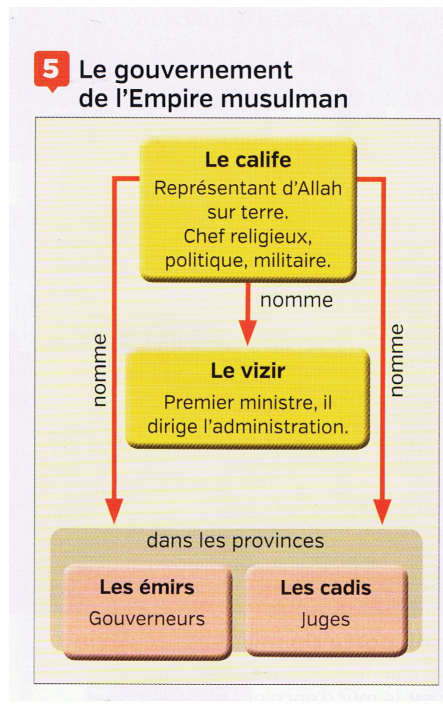 5 Le gouvernement
de l'Empire musulman
Le calife
Représentant d'Allah
sur terre.
Chef religieux,
politique, militaire.
nomme
nomme
nomme
Le vizir
Premier ministre, il
dirige l'administration.
dans les provinces
Les émirs
Gouverneurs
Les cadis
Juges